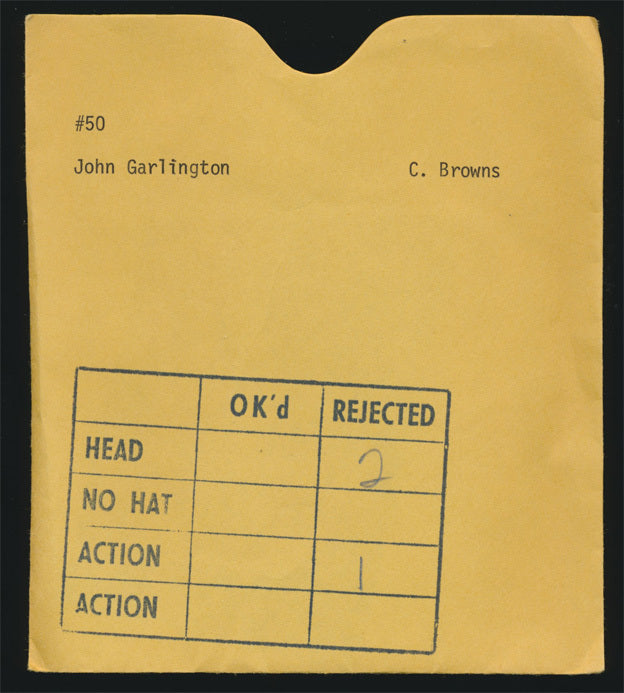 #50
John Garlington C. Browns
OK'd REJECTED
HEAD 2
NO HAT
ACTION 1
ACTION